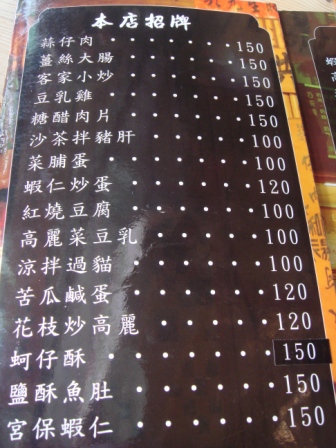 本店招牌
蒜仔肉 150
薑絲大腸 150
客家小炒 150
豆乳雞 150
糖醋肉片 150
沙茶拌豬肝 100
菜脯蛋 100
蝦仁炒蛋 120
紅燒豆腐 100
高麗菜豆乳 100
涼拌過貓 100
苦瓜鹹蛋 120
花枝炒高麗 120
蚵仔酥 150
鹽酥魚肚 150
宮保蝦仁 150
蝦